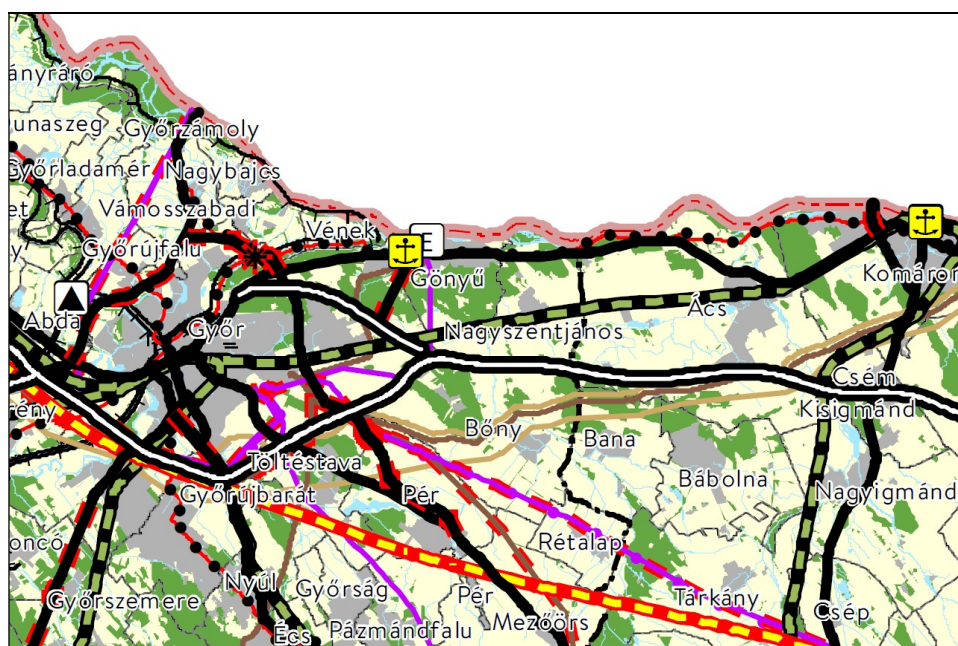 ányráró
unaszeg
Győrzámoly
Győrladamér
Nagybajcs
et
Vámosszabadi
Vének
Győrújfalu
E
Gönyű
Komáron
Abda
Győr
Nagyszentjános
Ács
Csém
rény
Kisigmánd
Bőny
Bana
Töltéstava
Bábolna
Győrújbarát
Pér
Nagyigmánd
oncó
Rétalap
Nyúl
Győrság
Pér
Tárkány
Győrszemere
Mezőörs
Csép
Écs
Pázmándfalu